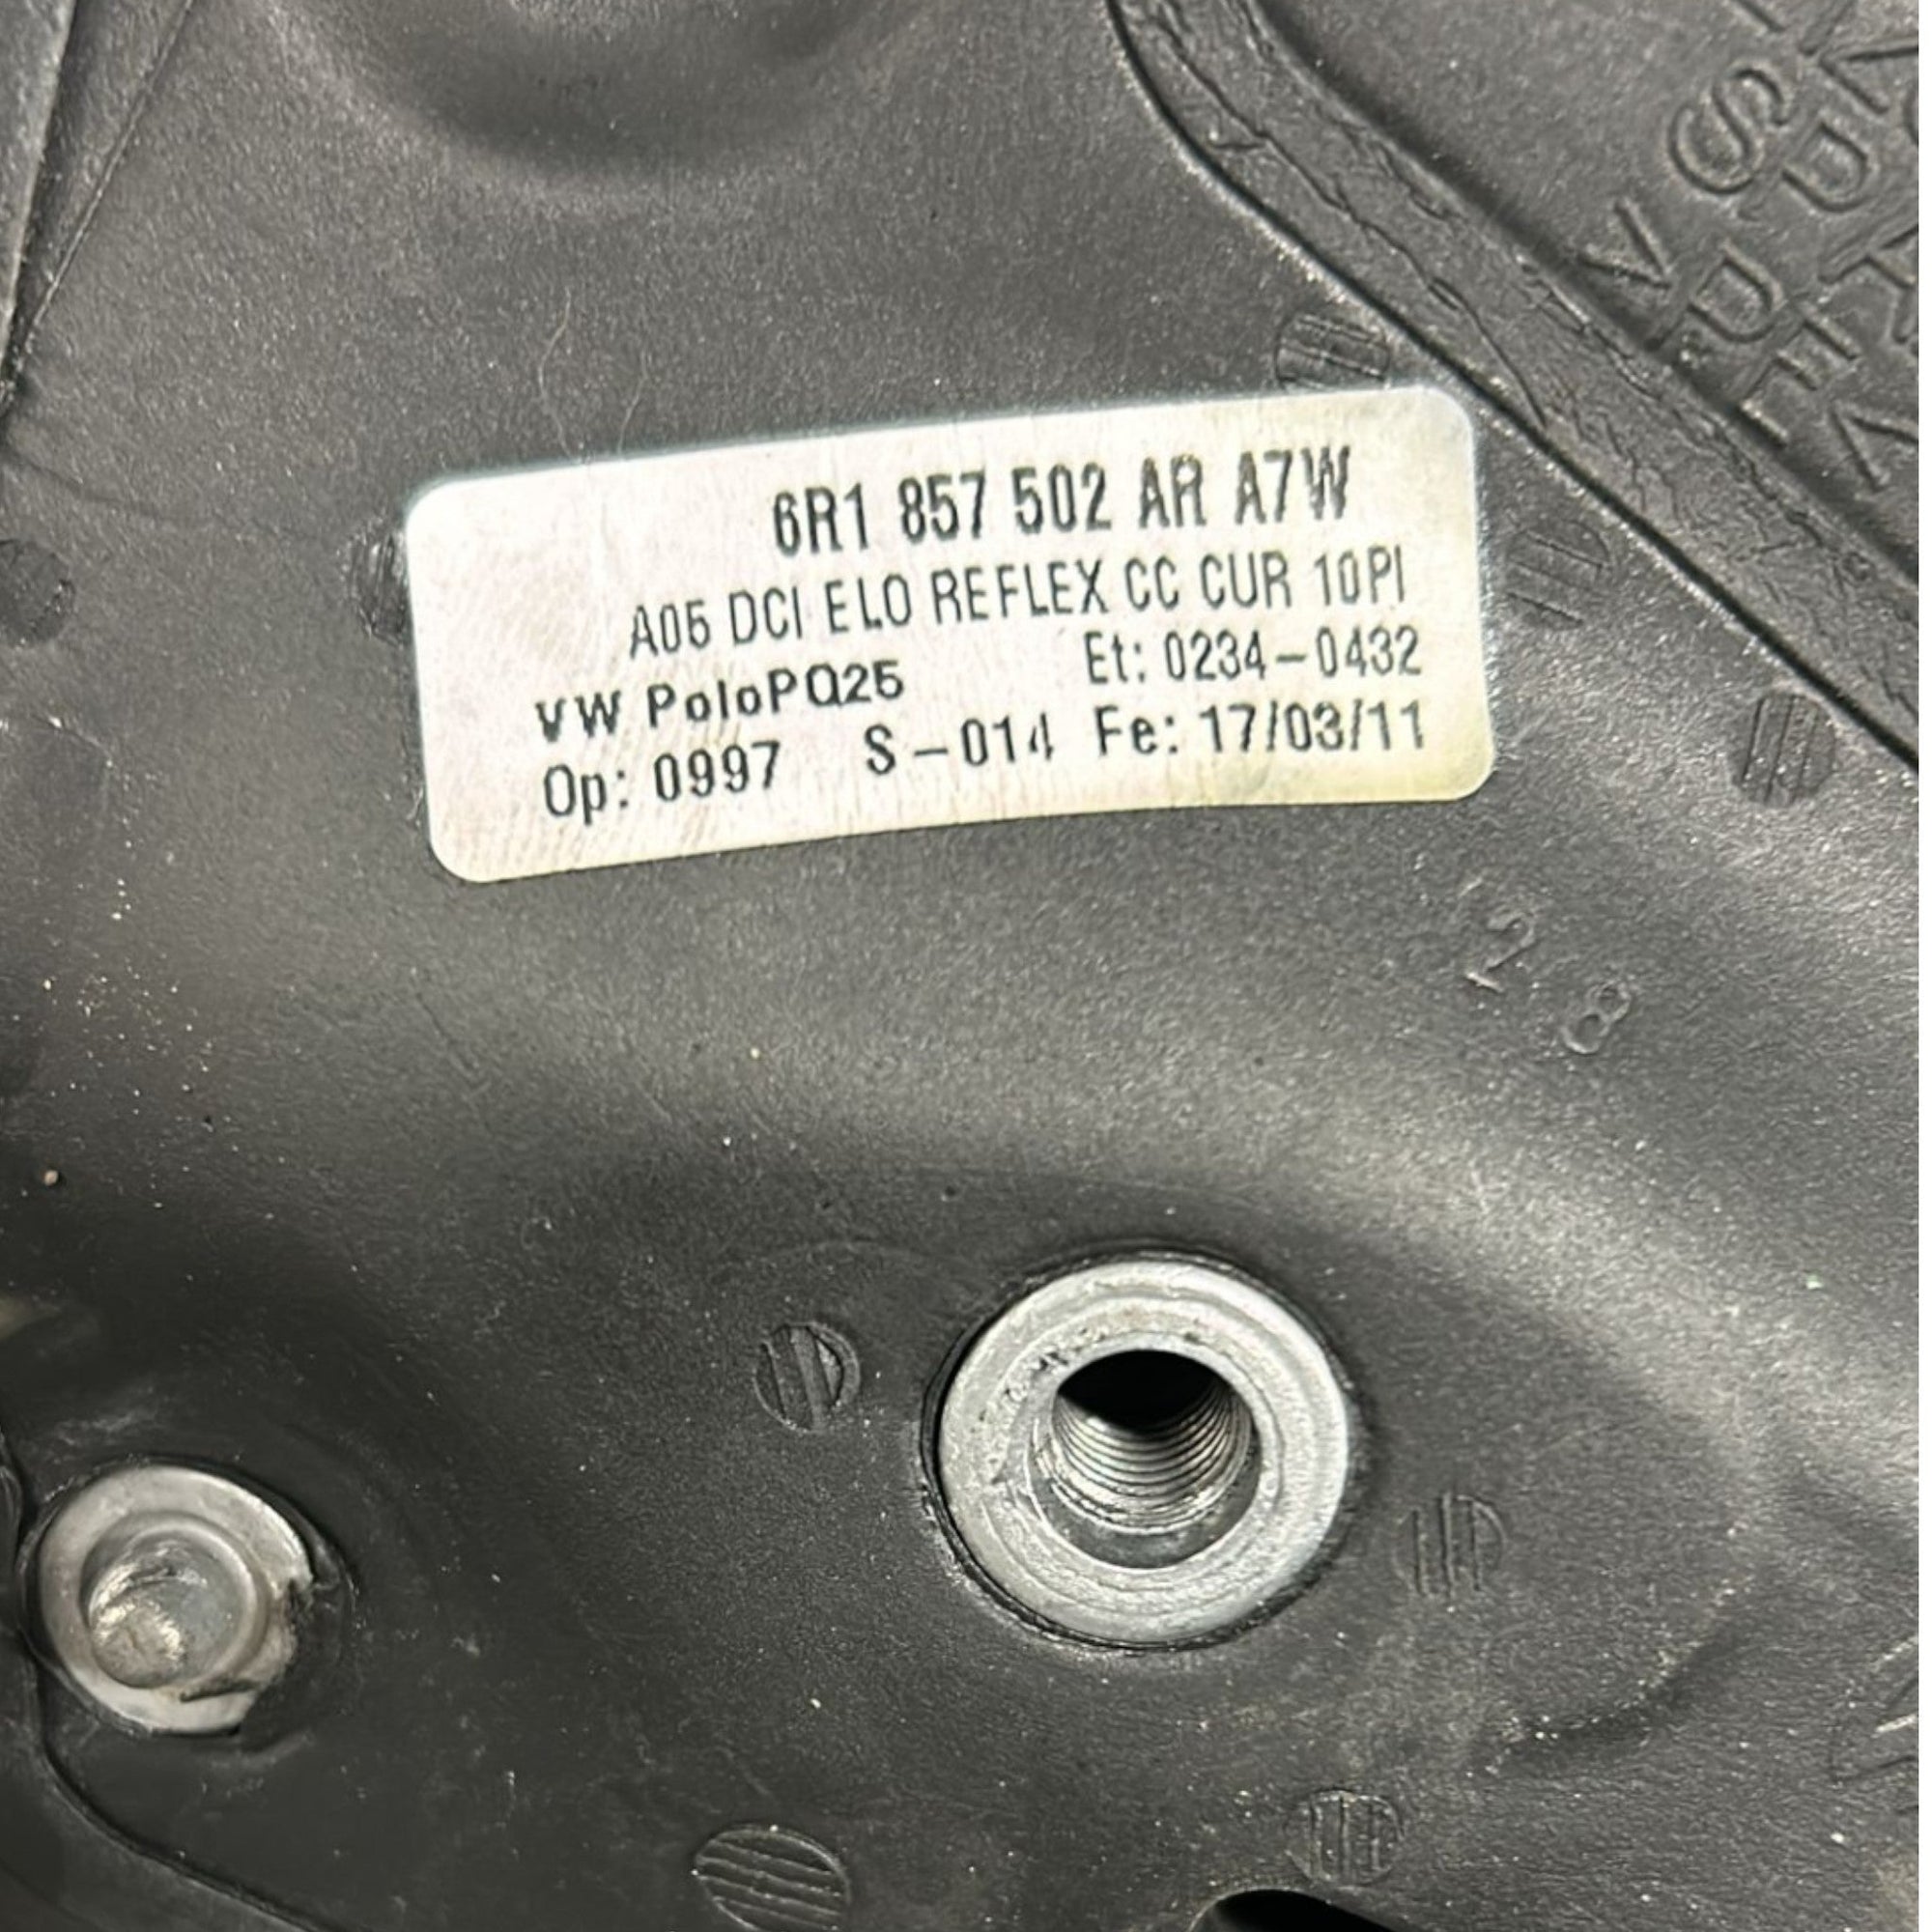 6R1 857 502 AR A7W
A05 DCI ELO REFLEX CC CUR 10PI
Et: 0234-0432
VW PoloPQ25
Op: 0997 S-014 Fe: 17/03/11
2
8